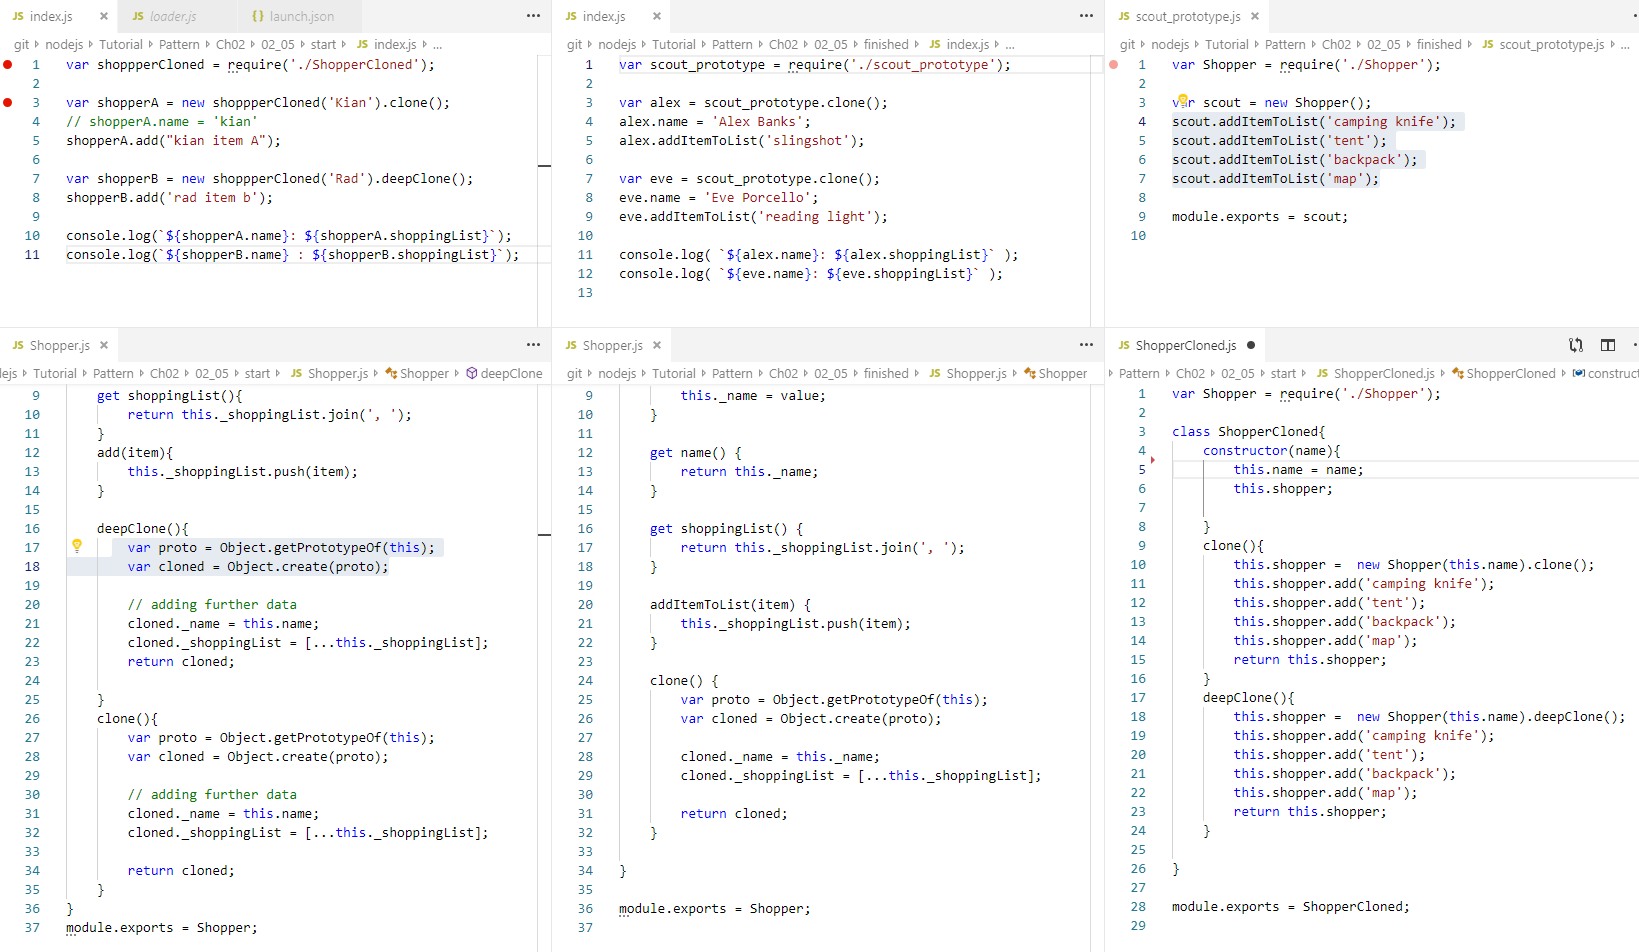 JS index.js × JS loader.js {} launch.json ...
git › nodejs › Tutorial › Pattern › Ch02 › 02_05 › start › JS index.js › ...
1 var shoppperCloned = require('./ShopperCloned');
2
3 var shopperA = new shoppperCloned('Kian').clone();
4 // shopperA.name = 'kian'
5 shopperA.add("kian item A");
6
7 var shopperB = new shoppperCloned('Rad').deepClone();
8 shopperB.add('rad item b');
9
10 console.log(`${shopperA.name}: ${shopperA.shoppingList}`);
11 console.log(`${shopperB.name} : ${shopperB.shoppingList}`);
JS index.js × ...
git › nodejs › Tutorial › Pattern › Ch02 › 02_05 › finished › JS index.js › ...
1 var scout_prototype = require('./scout_prototype');
2
3 var alex = scout_prototype.clone();
4 alex.name = 'Alex Banks';
5 alex.addItemToList('slingshot');
6
7 var eve = scout_prototype.clone();
8 eve.name = 'Eve Porcello';
9 eve.addItemToList('reading light');
10
11 console.log( `${alex.name}: ${alex.shoppingList}` );
12 console.log( `${eve.name}: ${eve.shoppingList}` );
13
JS scout_prototype.js ×
git › nodejs › Tutorial › Pattern › Ch02 › 02_05 › finished › JS scout_prototype.js › ...
1 var Shopper = require('./Shopper');
2
3 var scout = new Shopper();
4 scout.addItemToList('camping knife');
5 scout.addItemToList('tent');
6 scout.addItemToList('backpack');
7 scout.addItemToList('map');
8
9 module.exports = scout;
10
JS Shopper.js × ...
ejs › Tutorial › Pattern › Ch02 › 02_05 › start › JS Shopper.js › Shopper › deepClone
9 get shoppingList(){
10 return this._shoppingList.join(', ');
11 }
12 add(item){
13 this._shoppingList.push(item);
14 }
15
16 deepClone(){
17 var proto = Object.getPrototypeOf(this);
18 var cloned = Object.create(proto);
19
20 // adding further data
21 cloned._name = this.name;
22 cloned._shoppingList = [...this._shoppingList];
23 return cloned;
24
25 }
26 clone(){
27 var proto = Object.getPrototypeOf(this);
28 var cloned = Object.create(proto);
29
30 // adding further data
31 cloned._name = this.name;
32 cloned._shoppingList = [...this._shoppingList];
33
34 return cloned;
35 }
36 }
37 module.exports = Shopper;
JS Shopper.js × ...
git › nodejs › Tutorial › Pattern › Ch02 › 02_05 › finished › JS Shopper.js › Shopper
9 this._name = value;
10 }
11
12 get name() {
13 return this._name;
14 }
15
16 get shoppingList() {
17 return this._shoppingList.join(', ');
18 }
19
20 addItemToList(item) {
21 this._shoppingList.push(item);
22 }
23
24 clone() {
25 var proto = Object.getPrototypeOf(this);
26 var cloned = Object.create(proto);
27
28 cloned._name = this._name;
29 cloned._shoppingList = [...this._shoppingList];
30
31 return cloned;
32 }
33
34 }
35
36 module.exports = Shopper;
37
JS ShopperCloned.js ●
› Pattern › Ch02 › 02_05 › start › JS ShopperCloned.js › ShopperCloned › construct
1 var Shopper = require('./Shopper');
2
3 class ShopperCloned{
4 constructor(name){
5 this.name = name;
6 this.shopper;
7
8 }
9 clone(){
10 this.shopper =  new Shopper(this.name).clone();
11 this.shopper.add('camping knife');
12 this.shopper.add('tent');
13 this.shopper.add('backpack');
14 this.shopper.add('map');
15 return this.shopper;
16 }
17 deepClone(){
18 this.shopper =  new Shopper(this.name).deepClone();
19 this.shopper.add('camping knife');
20 this.shopper.add('tent');
21 this.shopper.add('backpack');
22 this.shopper.add('map');
23 return this.shopper;
24 }
25
26 }
27
28 module.exports = ShopperCloned;
29